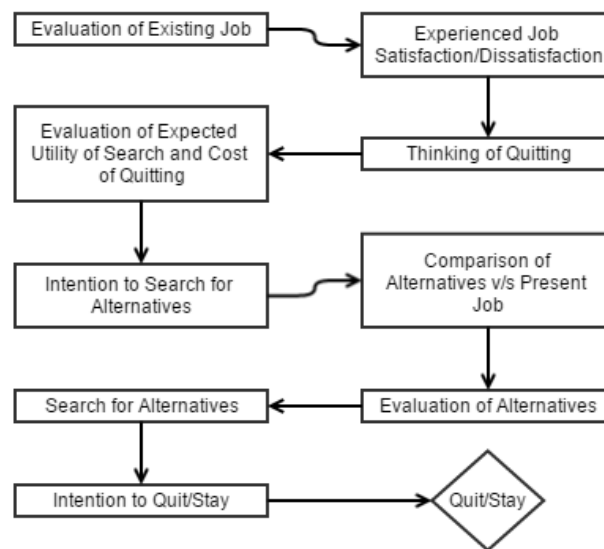 Evaluation of Existing Job
Experienced Job
Satisfaction/Dissatisfaction
Thinking of Quitting
Evaluation of Expected
Utility of Search and Cost
of Quitting
Intention to Search for
Alternatives
Comparison of
Alternatives v/s Present
Job
Evaluation of Alternatives
Search for Alternatives
Intention to Quit/Stay
Quit/Stay